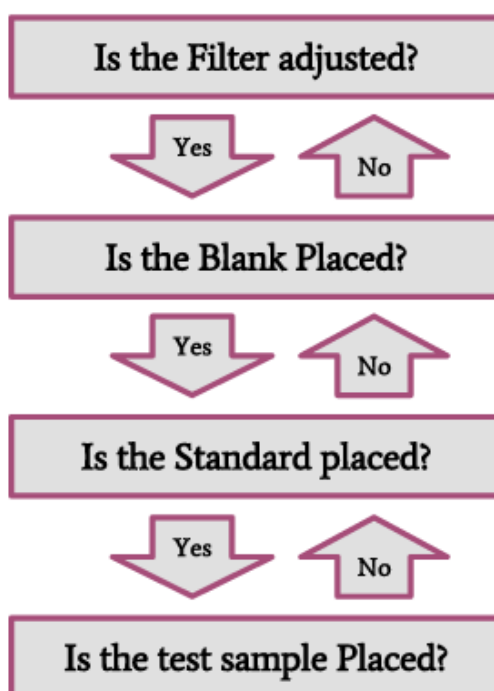 Is the Filter adjusted?
Yes
No
Is the Blank Placed?
Yes
No
Is the Standard placed?
Yes
No
Is the test sample Placed?